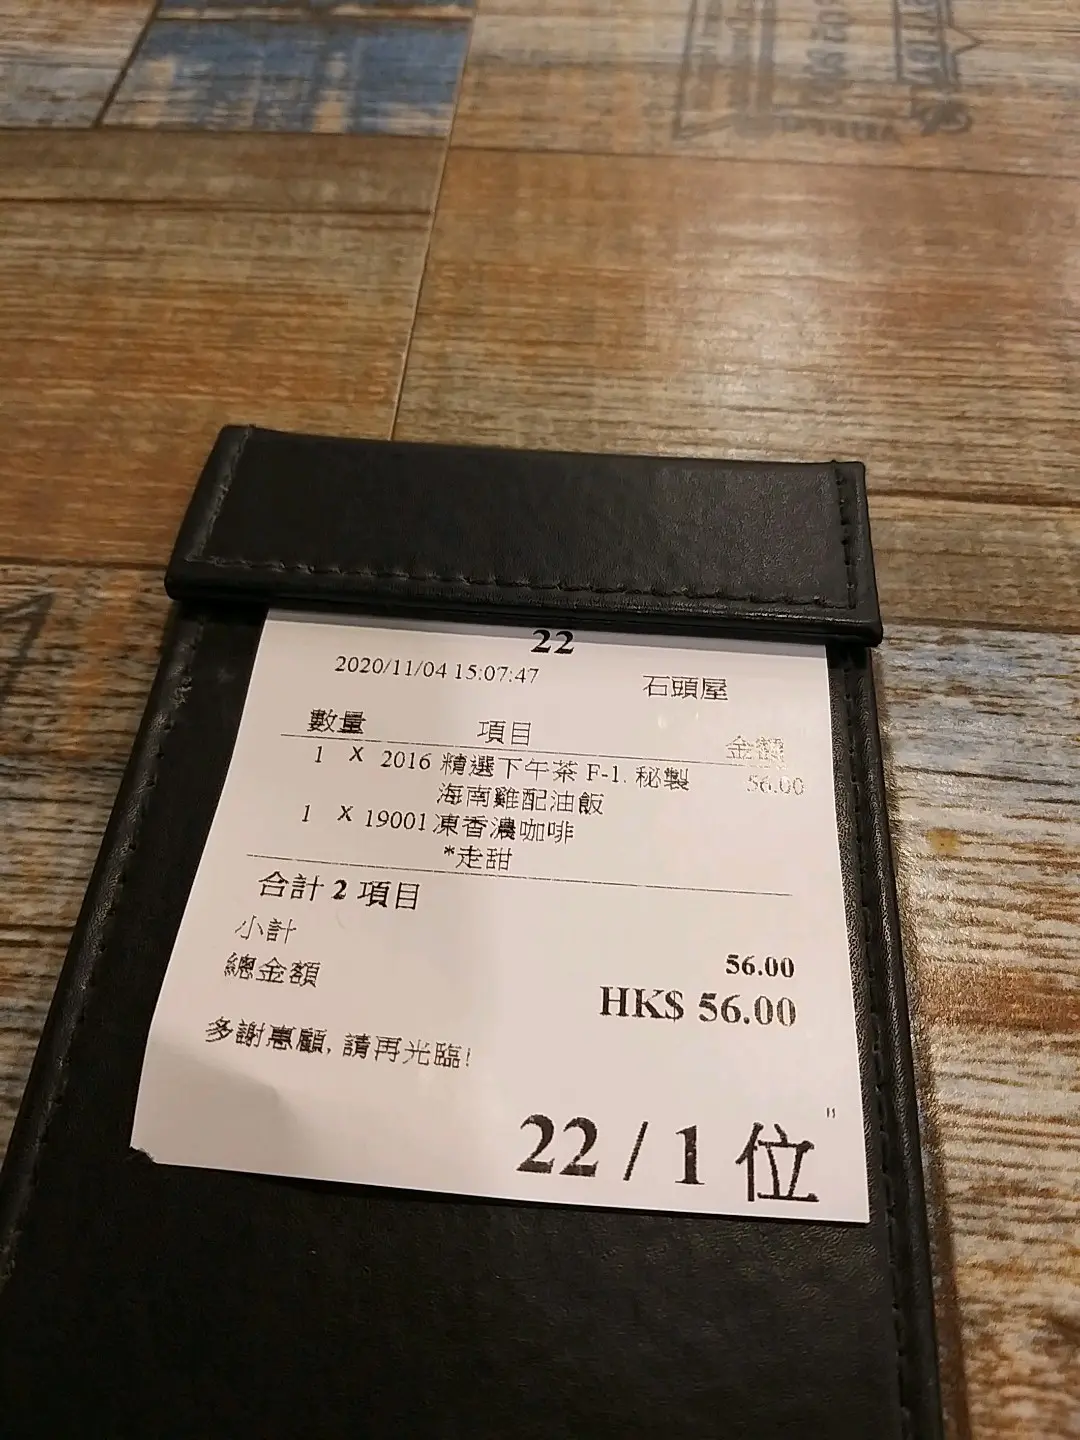 22
2020/11/04 15:07:47 石頭屋
數量 項目 金額
1 X 2016 精選下午茶 F-1. 秘製 56.00
海南雞配油飯
1 X 19001 凍香濃咖啡
*走甜
合計 2 項目
小計 56.00
總金額 HK$ 56.00
多謝惠顧, 請再光臨!
22 / 1 位